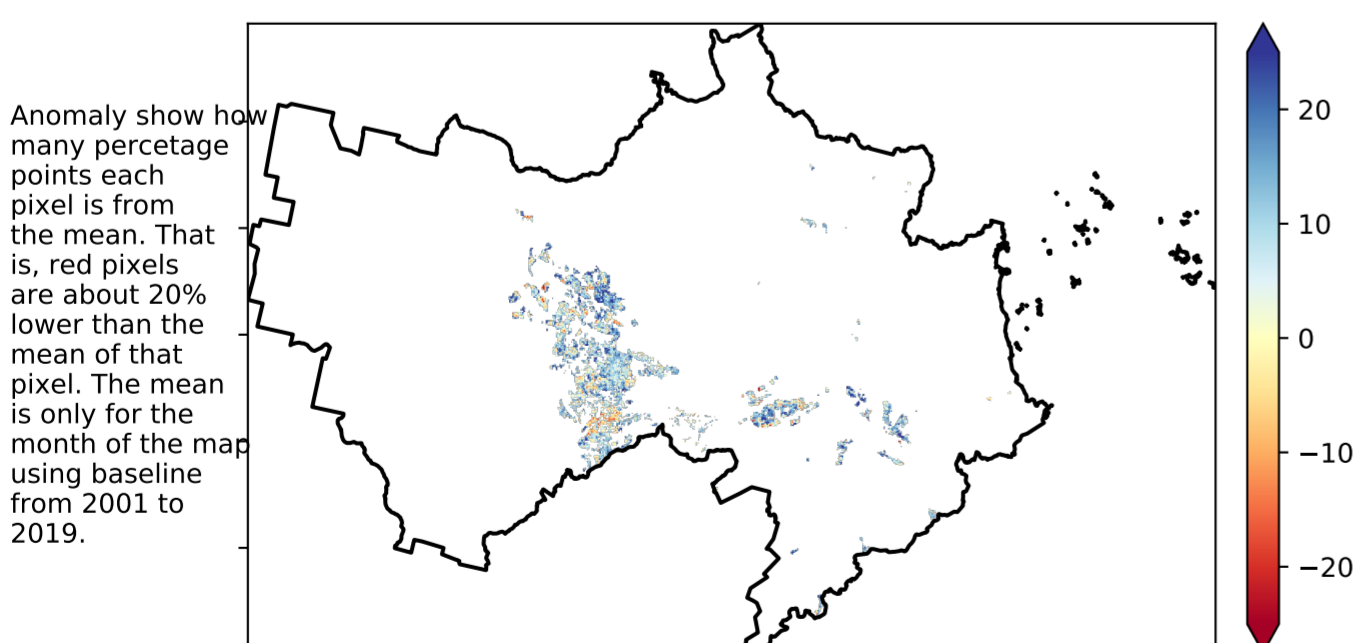 Anomaly show how
many percetage
points each
pixel is from
the mean. That
is, red pixels
are about 20%
lower than the
mean of that
pixel. The mean
is only for the
month of the map
using baseline
from 2001 to
2019.
20
10
0
−10
−20